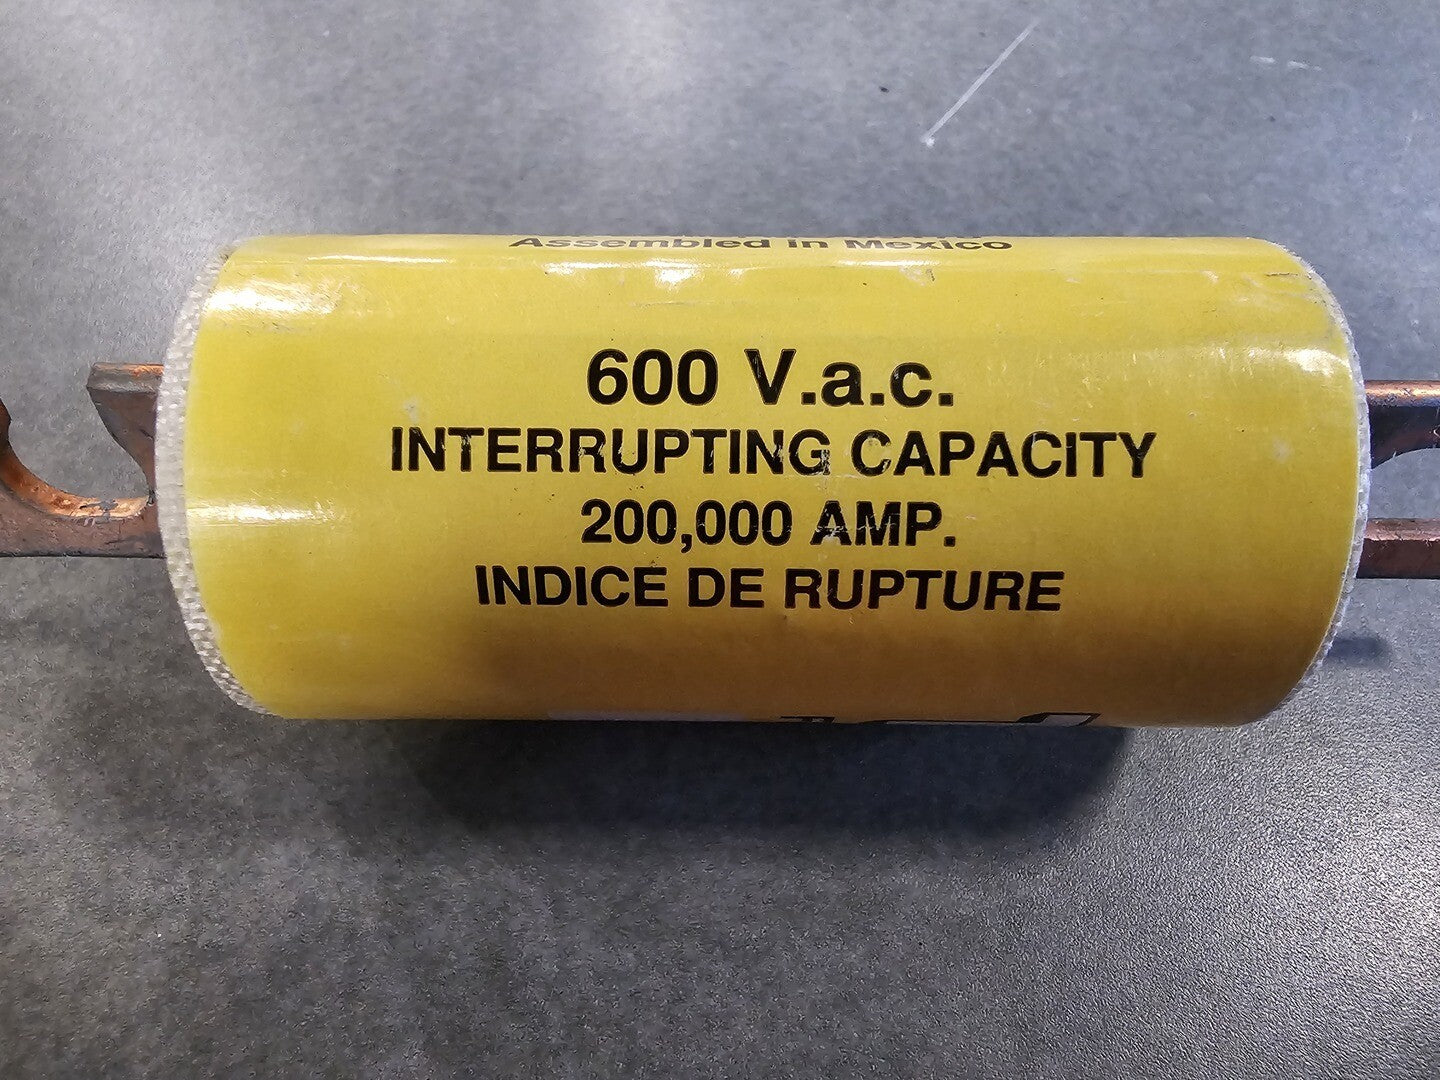 Assembled in Mexico
600 V.a.c.
INTERRUPTING CAPACITY
200,000 AMP.
INDICE DE RUPTURE